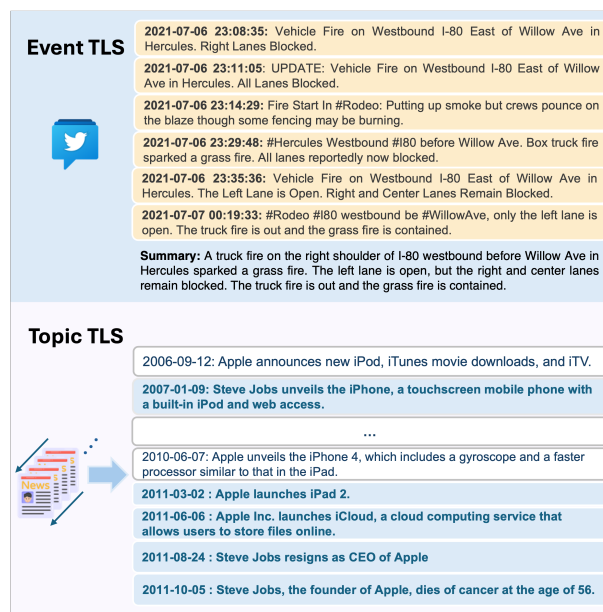 Event TLS
2021-07-06 23:08:35: Vehicle Fire on Westbound I-80 East of Willow Ave in
Hercules. Right Lanes Blocked.
2021-07-06 23:11:05: UPDATE: Vehicle Fire on Westbound I-80 East of Willow
Ave in Hercules. All Lanes Blocked.
2021-07-06 23:14:29: Fire Start In #Rodeo: Putting up smoke but crews pounce on
the blaze though some fencing may be burning.
2021-07-06 23:29:48: #Hercules Westbound #I80 before Willow Ave. Box truck fire
sparked a grass fire. All lanes reportedly now blocked.
2021-07-06 23:35:36: Vehicle Fire on Westbound I-80 East of Willow Ave in
Hercules. The Left Lane is Open. Right and Center Lanes Remain Blocked.
2021-07-07 00:19:33: #Rodeo #I80 westbound be #WillowAve, only the left lane is
open. The truck fire is out and the grass fire is contained.
Summary: A truck fire on the right shoulder of I-80 westbound before Willow Ave in
Hercules sparked a grass fire. The left lane is open, but the right and center lanes
remain blocked. The truck fire is out and the grass fire is contained.
Topic TLS
2006-09-12: Apple announces new iPod, iTunes movie downloads, and iTV.
2007-01-09: Steve Jobs unveils the iPhone, a touchscreen mobile phone with
a built-in iPod and web access.
...
2010-06-07: Apple unveils the iPhone 4, which includes a gyroscope and a faster
processor similar to that in the iPad.
2011-03-02 : Apple launches iPad 2.
2011-06-06 : Apple Inc. launches iCloud, a cloud computing service that
allows users to store files online.
2011-08-24 : Steve Jobs resigns as CEO of Apple
2011-10-05 : Steve Jobs, the founder of Apple, dies of cancer at the age of 56.
News